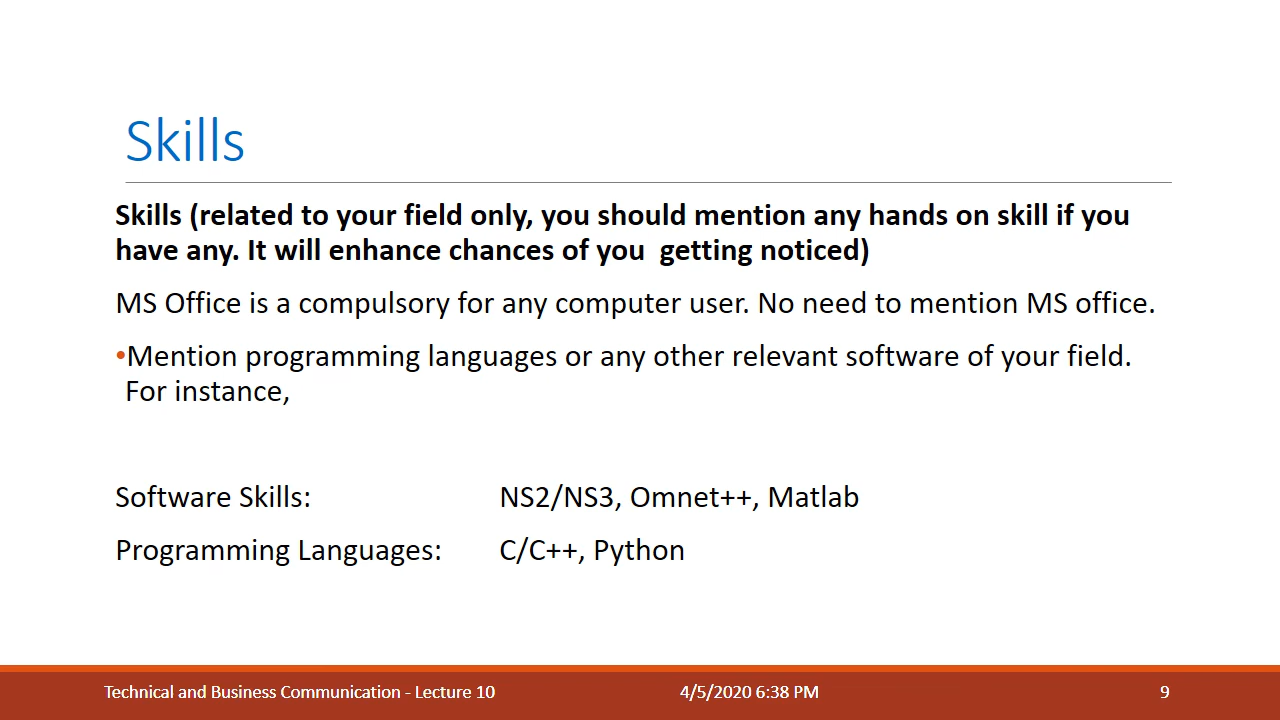 Skills
Skills (related to your field only, you should mention any hands on skill if you
have any. It will enhance chances of you  getting noticed)
MS Office is a compulsory for any computer user. No need to mention MS office.
•Mention programming languages or any other relevant software of your field.
For instance,
Software Skills: NS2/NS3, Omnet++, Matlab
Programming Languages: C/C++, Python
Technical and Business Communication - Lecture 10 4/5/2020 6:38 PM 9